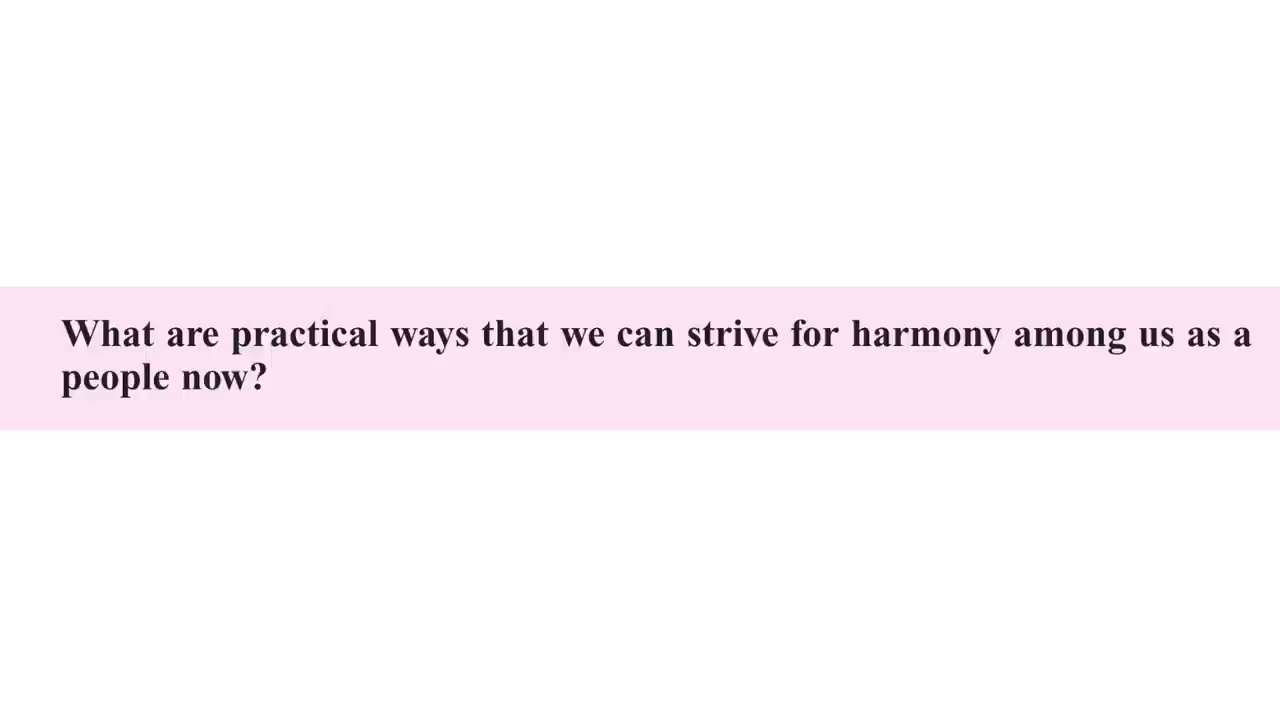 What are practical ways that we can strive for harmony among us as a
people now?